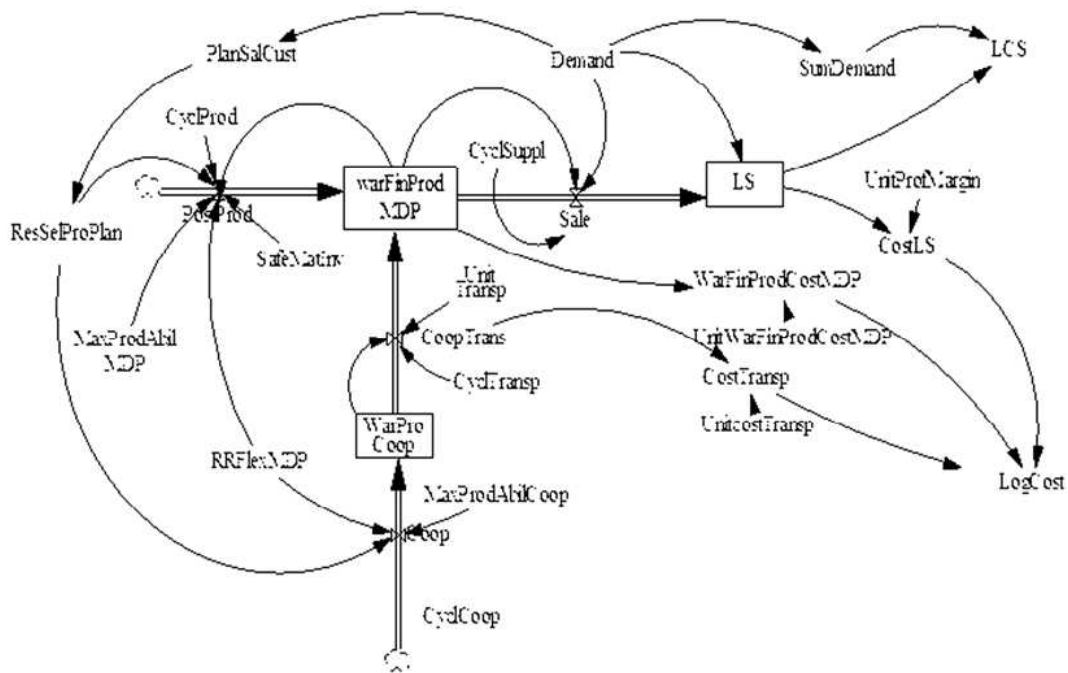 PlanSalCust
Demand
SumDemand
LCS
CyclProd
CyclSuppl
warFinProd
MDP
LS
UnitProfMargin
ResSelProPlan
Sale
CostLS
SafeMatInv
Unit
Transp
WarFinProdCostMDP
MaxProdAbil
MDP
CoopTrans
UnitWarFinProdCostMDP
CyclTransp
CostTransp
WarPro
Coop
UnitcostTransp
RRFlexMDP
LogCost
MaxProdAbilCoop
Coop
CyclCoop